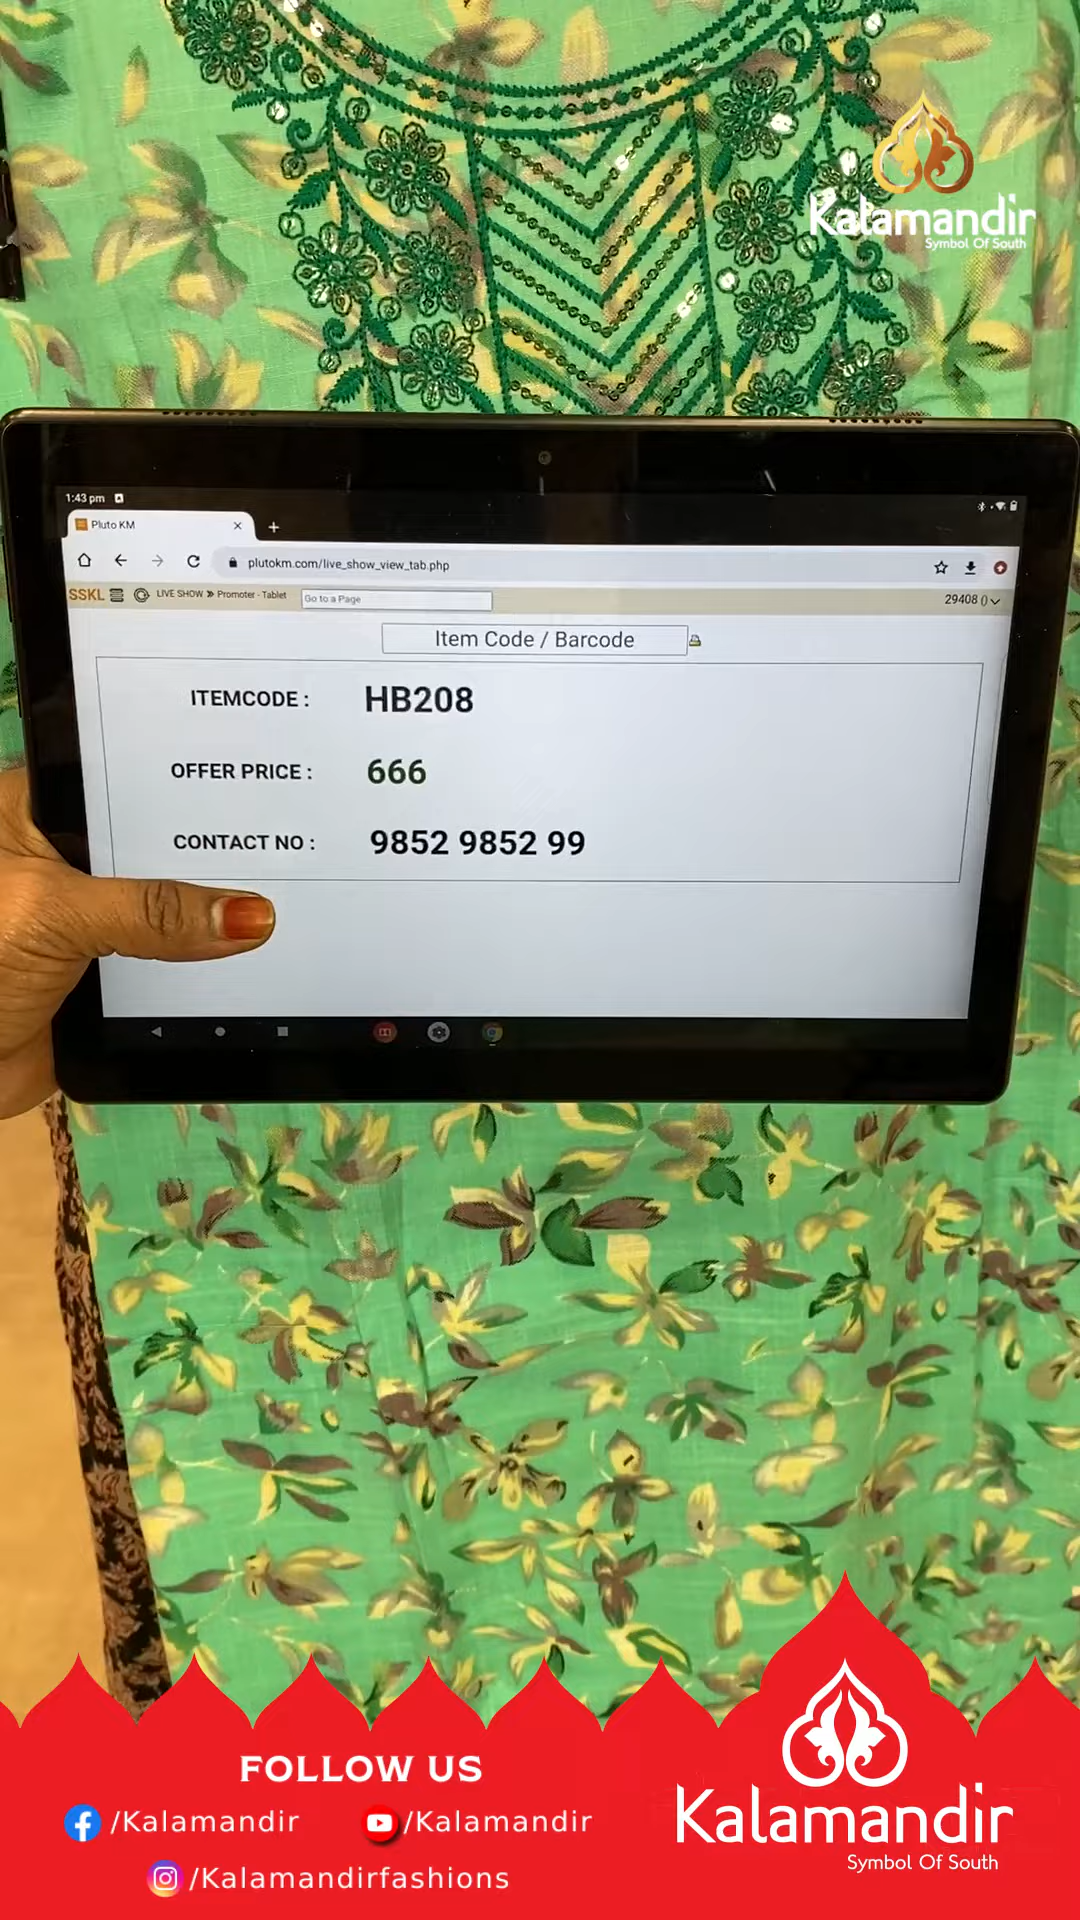 Kalamandir
Symbol Of South
1:43 pm
Pluto KM
plutokm.com/live_show_view_tab.php
SSKL LIVE SHOW » Promoter - Tablet Go to a Page 29408 ()
Item Code / Barcode
ITEMCODE : HB208
OFFER PRICE : 666
CONTACT NO : 9852 9852 99
FOLLOW US
/Kalamandir /Kalamandir
/Kalamandirfashions
Kalamandir
Symbol Of South